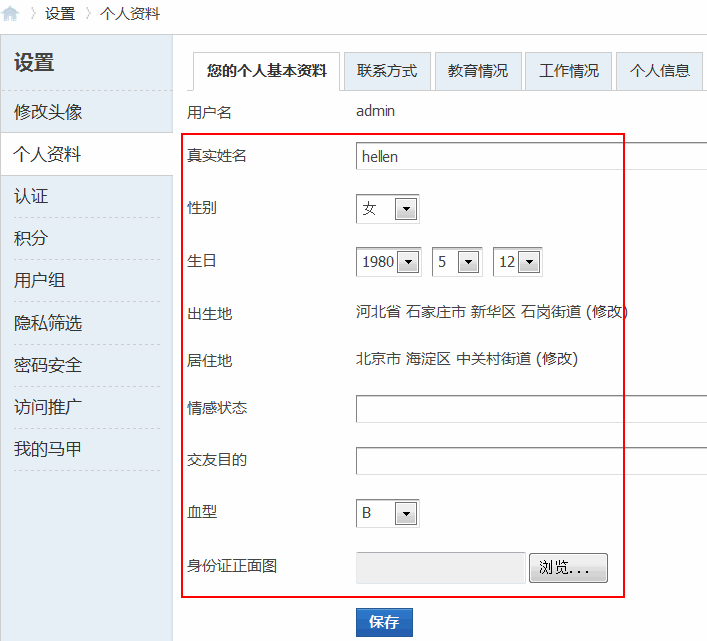 设置 个人资料
设置
修改头像
个人资料
认证
积分
用户组
隐私筛选
密码安全
访问推广
我的马甲
您的个人基本资料 联系方式 教育情况 工作情况 个人信息
用户名 admin
真实姓名 hellen
性别 女
生日 1980 5 12
出生地 河北省 石家庄市 新华区 石岗街道 (修改)
居住地 北京市 海淀区 中关村街道 (修改)
情感状态
交友目的
血型 B
身份证正面图 浏览...
保存